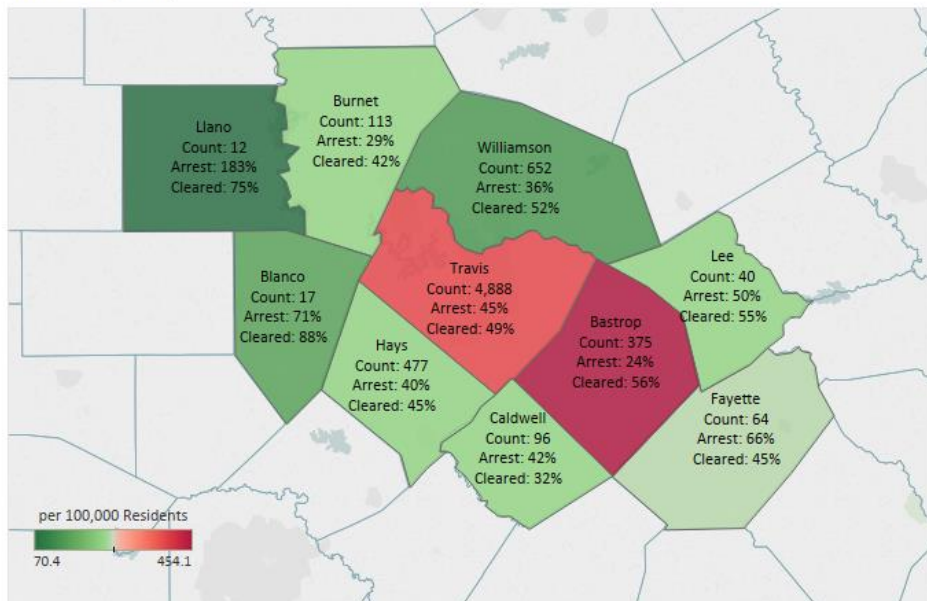 Burnet
Count: 113
Arrest: 29%
Cleared: 42%
Llano
Count: 12
Arrest: 183%
Cleared: 75%
Williamson
Count: 652
Arrest: 36%
Cleared: 52%
Lee
Count: 40
Arrest: 50%
Cleared: 55%
Travis
Count: 4,888
Arrest: 45%
Cleared: 49%
Blanco
Count: 17
Arrest: 71%
Cleared: 88%
Bastrop
Count: 375
Arrest: 24%
Cleared: 56%
Hays
Count: 477
Arrest: 40%
Cleared: 45%
Fayette
Count: 64
Arrest: 66%
Cleared: 45%
Caldwell
Count: 96
Arrest: 42%
Cleared: 32%
per 100,000 Residents
70.4 454.1